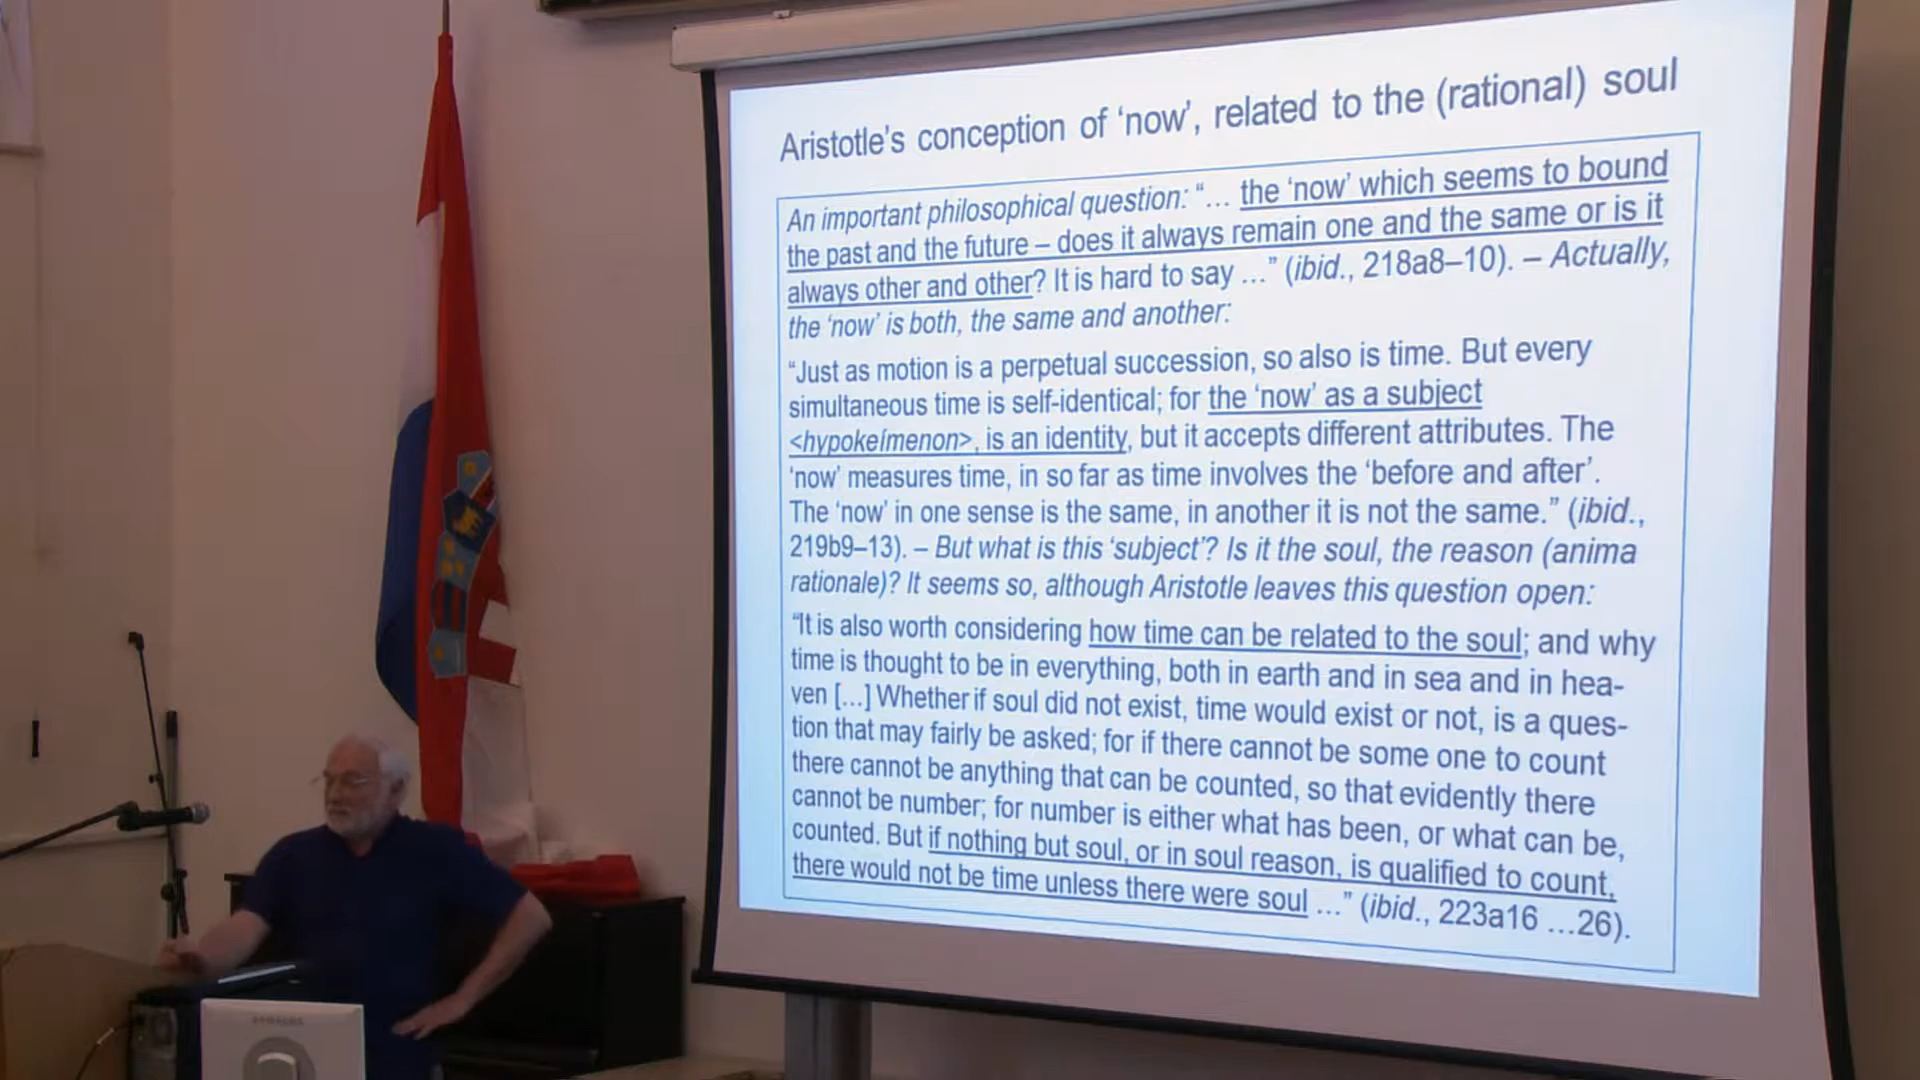 Aristotle's conception of ‘now’, related to the (rational) soul
An important philosophical question: “… the ‘now’ which seems to bound
the past and the future – does it always remain one and the same or is it
always other and other? It is hard to say …” (ibid., 218a8–10). – Actually,
the ‘now’ is both, the same and another:
“Just as motion is a perpetual succession, so also is time. But every
simultaneous time is self-identical; for the ‘now’ as a subject
<hypokeímenon>, is an identity, but it accepts different attributes. The
‘now’ measures time, in so far as time involves the ‘before and after’.
The ‘now’ in one sense is the same, in another it is not the same.” (ibid.,
219b9–13). – But what is this ‘subject’? Is it the soul, the reason (anima
rationale)? It seems so, although Aristotle leaves this question open:
“It is also worth considering how time can be related to the soul; and why
time is thought to be in everything, both in earth and in sea and in hea-
ven […] Whether if soul did not exist, time would exist or not, is a ques-
tion that may fairly be asked; for if there cannot be some one to count
there cannot be anything that can be counted, so that evidently there
cannot be number; for number is either what has been, or what can be,
counted. But if nothing but soul, or in soul reason, is qualified to count,
there would not be time unless there were soul …” (ibid., 223a16 …26).